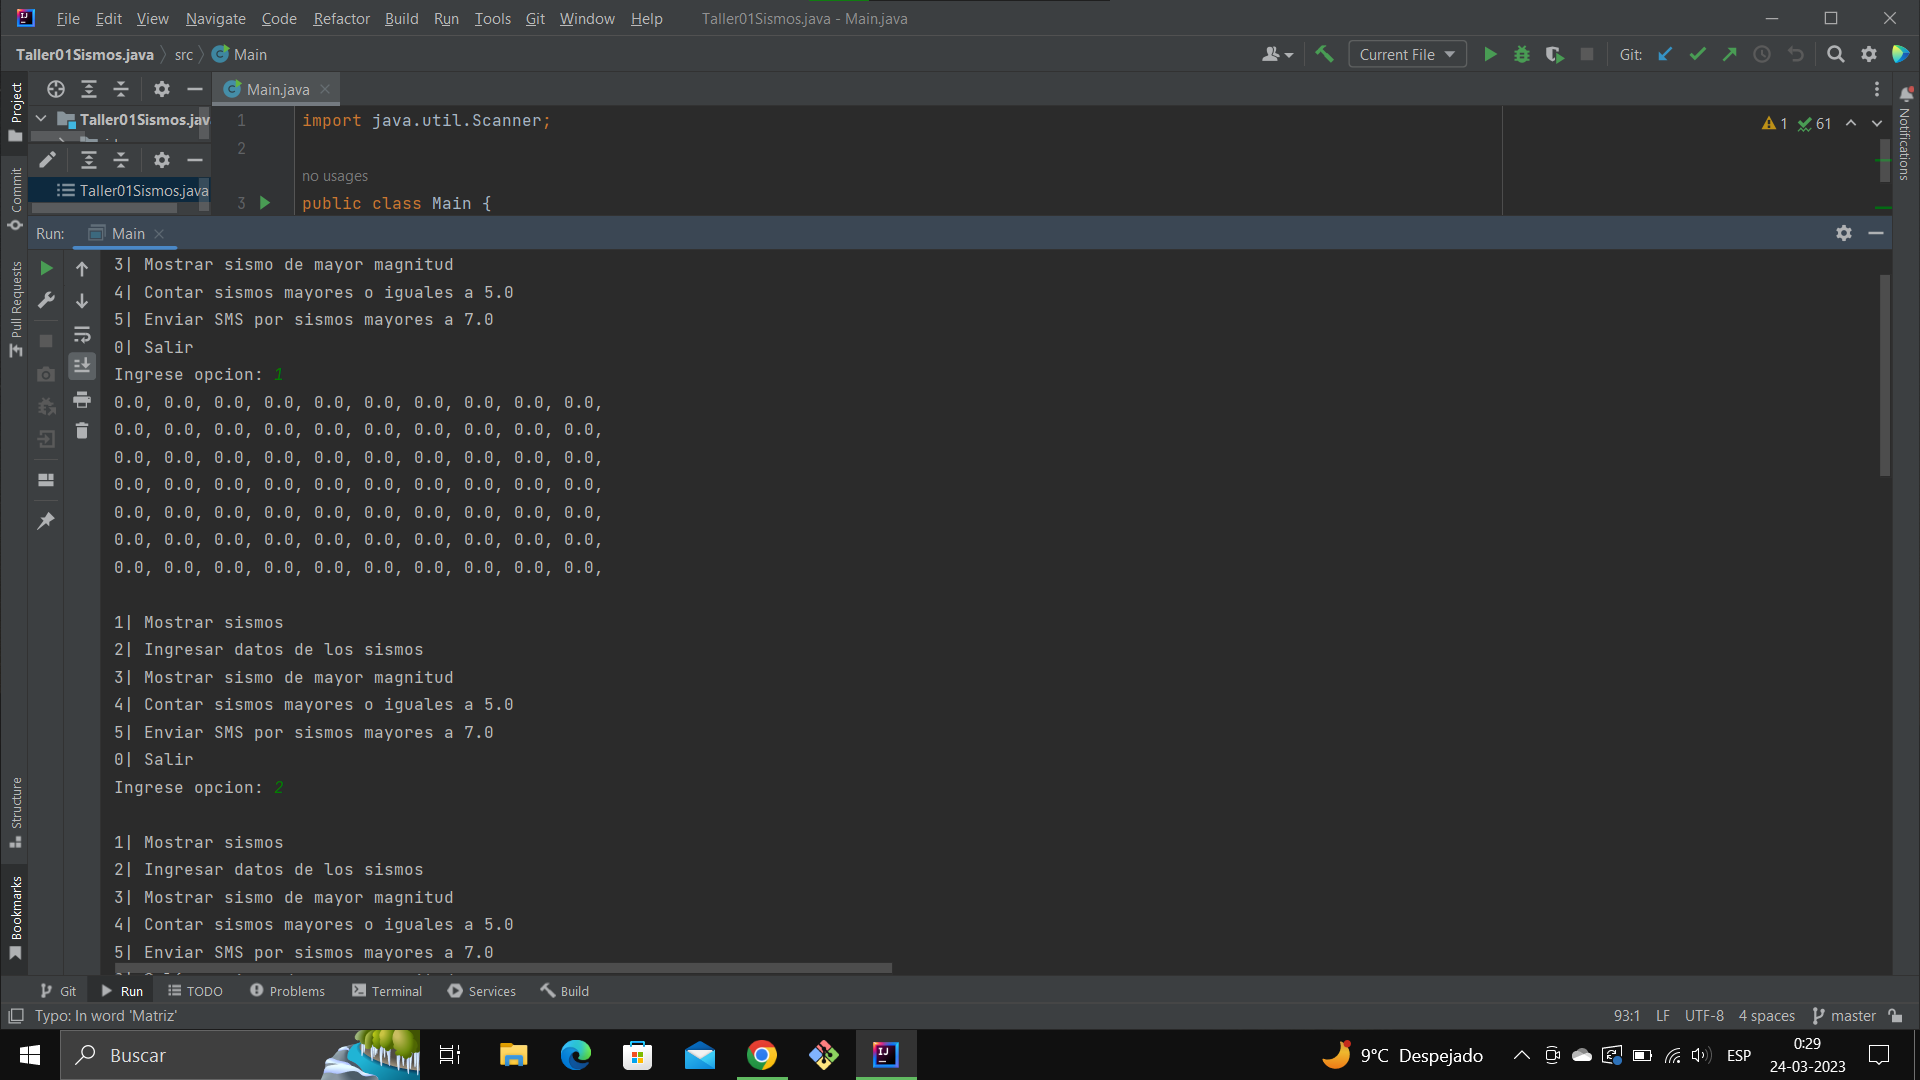 File Edit View Navigate Code Refactor Build Run Tools Git Window Help Taller01Sismos.java - Main.java
Taller01Sismos.java src Main Current File Git:
Project
Main.java
Taller01Sismos.jav
Taller01Sismos.java
1 import java.util.Scanner;
2
no usages
3 public class Main {
1 61
Notifications
Commit
Pull Requests
Structure
Bookmarks
Run: Main
3| Mostrar sismo de mayor magnitud
4| Contar sismos mayores o iguales a 5.0
5| Enviar SMS por sismos mayores a 7.0
0| Salir
Ingrese opcion: 1
0.0, 0.0, 0.0, 0.0, 0.0, 0.0, 0.0, 0.0, 0.0, 0.0,
0.0, 0.0, 0.0, 0.0, 0.0, 0.0, 0.0, 0.0, 0.0, 0.0,
0.0, 0.0, 0.0, 0.0, 0.0, 0.0, 0.0, 0.0, 0.0, 0.0,
0.0, 0.0, 0.0, 0.0, 0.0, 0.0, 0.0, 0.0, 0.0, 0.0,
0.0, 0.0, 0.0, 0.0, 0.0, 0.0, 0.0, 0.0, 0.0, 0.0,
0.0, 0.0, 0.0, 0.0, 0.0, 0.0, 0.0, 0.0, 0.0, 0.0,
0.0, 0.0, 0.0, 0.0, 0.0, 0.0, 0.0, 0.0, 0.0, 0.0,
1| Mostrar sismos
2| Ingresar datos de los sismos
3| Mostrar sismo de mayor magnitud
4| Contar sismos mayores o iguales a 5.0
5| Enviar SMS por sismos mayores a 7.0
0| Salir
Ingrese opcion: 2
1| Mostrar sismos
2| Ingresar datos de los sismos
3| Mostrar sismo de mayor magnitud
4| Contar sismos mayores o iguales a 5.0
5| Enviar SMS por sismos mayores a 7.0
Git Run TODO Problems Terminal Services Build
Typo: In word 'Matriz' 93:1 LF UTF-8 4 spaces master
Buscar 9°C Despejado ESP 0:29
24-03-2023